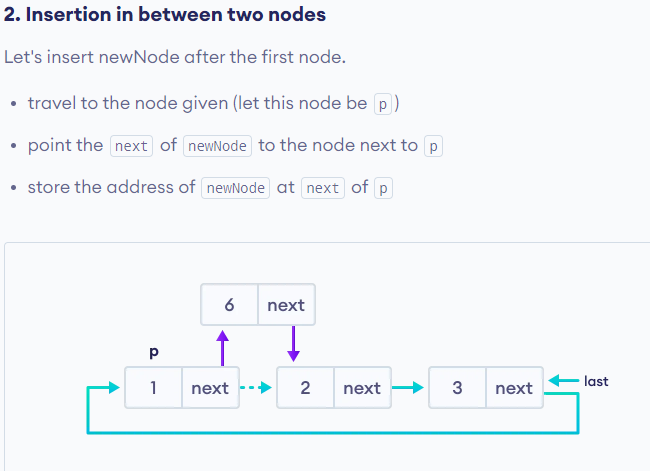 2. Insertion in between two nodes
Let's insert newNode after the first node.
• travel to the node given (let this node be p)
• point the next of newNode to the node next to p
• store the address of newNode at next of p
6 next
p
1 next 2 next 3 next last